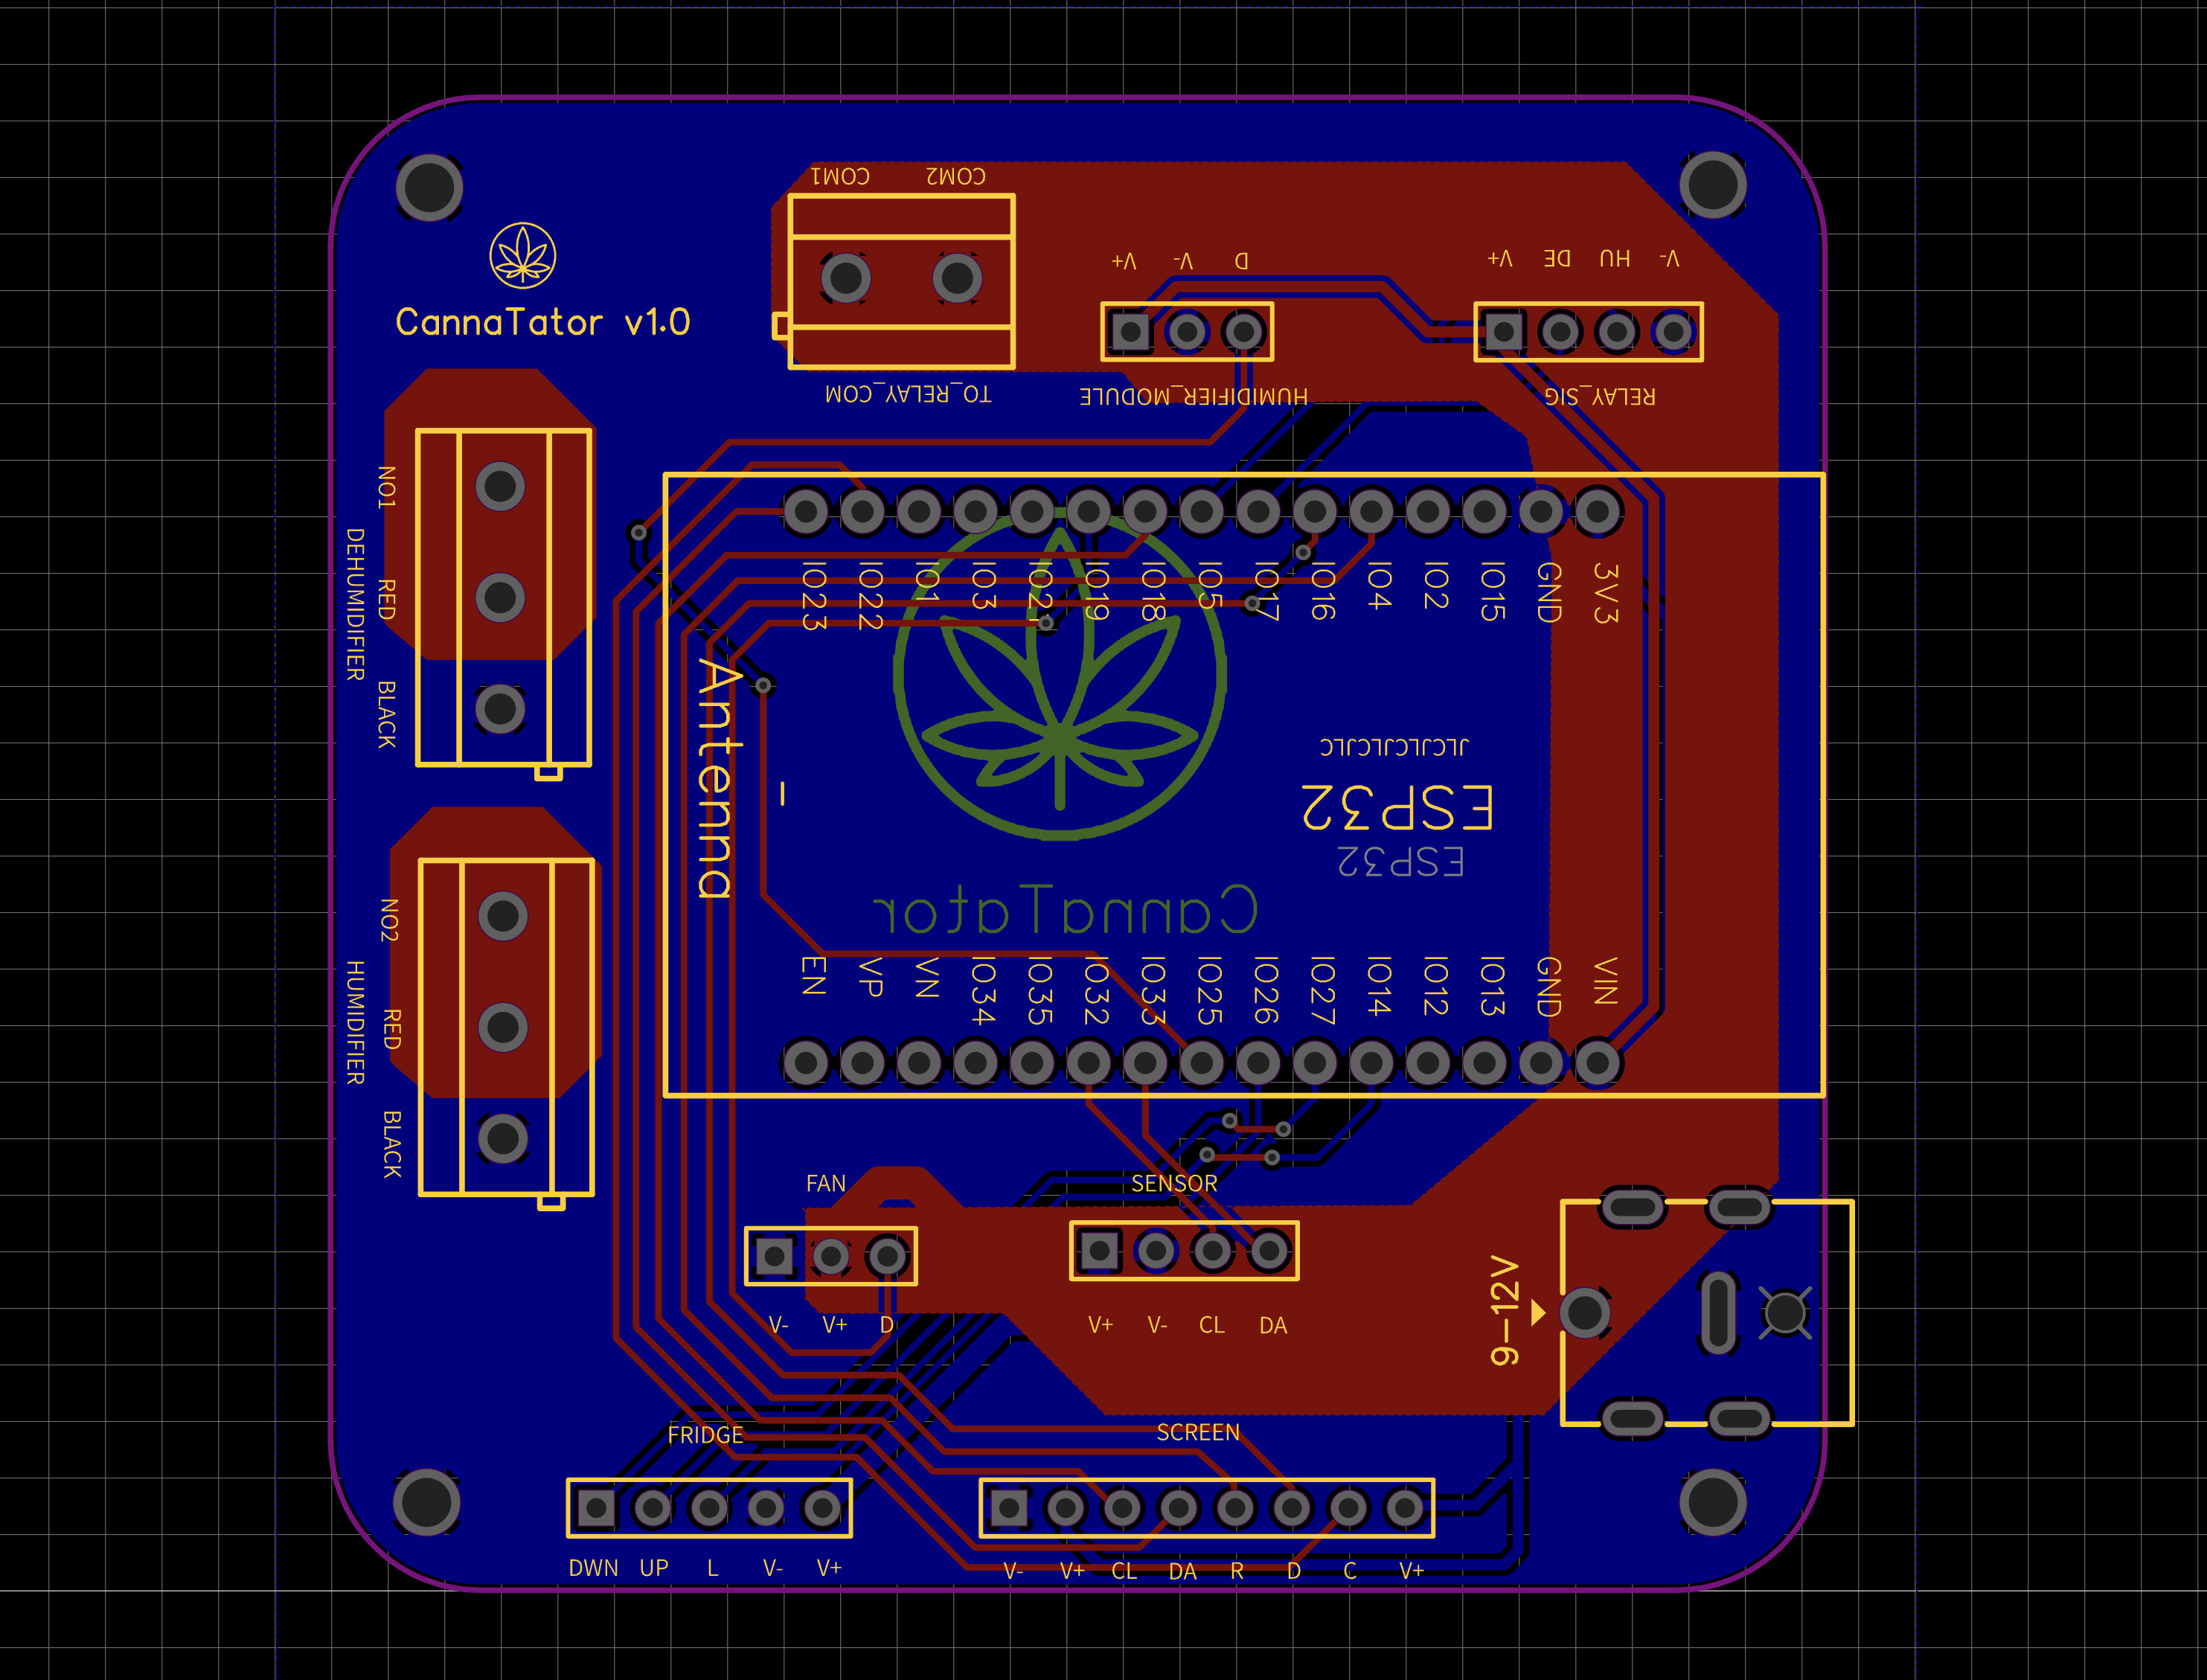 COM1
COM2
V+
V-
D
V+
DE
HU
V-
CannaTator v1.0
TO_RELAY_COM
HUMIDIFIER_MODULE
RELAY_SIG
NO1
RED
BLACK
DEHUMIDIFIER
IO23
IO22
IO1
IO3
IO21
IO19
IO18
IO5
IO17
IO16
IO4
IO2
IO15
GND
3V3
Antenna
JLCJLCJLCJLC
ESP32
ESP32
CannaTator
NO2
RED
BLACK
HUMIDIFIER
EN
VP
VN
IO34
IO35
IO32
IO33
IO25
IO26
IO27
IO14
IO12
IO13
GND
VIN
FAN
SENSOR
V-
V+
D
V+
V-
CL
DA
9-12V
FRIDGE
SCREEN
DWN
UP
L
V-
V+
V-
V+
CL
DA
R
D
C
V+